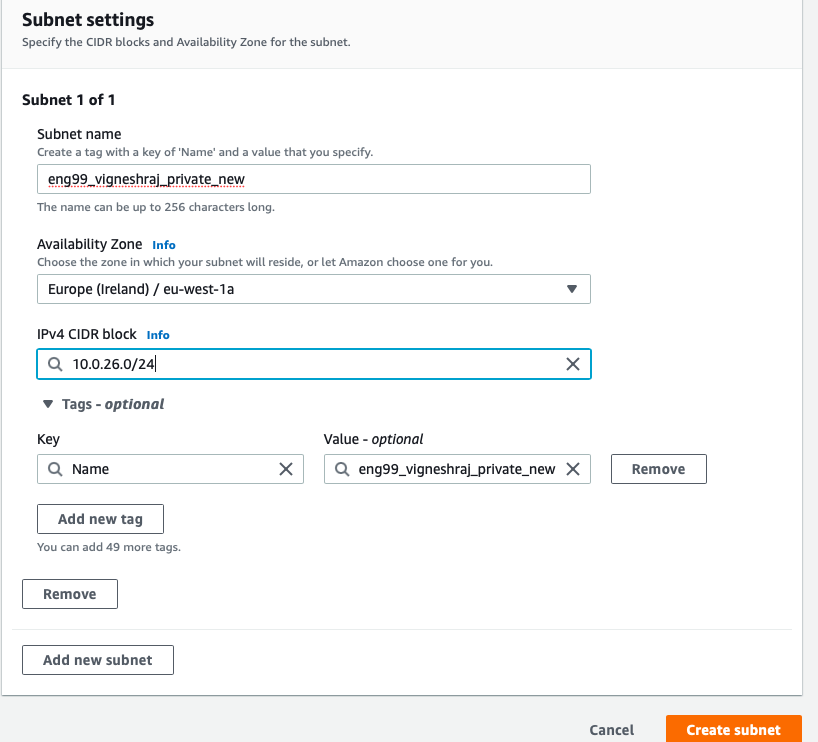 Subnet settings
Specify the CIDR blocks and Availability Zone for the subnet.
Subnet 1 of 1
Subnet name
Create a tag with a key of 'Name' and a value that you specify.
eng99_vigneshraj_private_new
The name can be up to 256 characters long.
Availability Zone Info
Choose the zone in which your subnet will reside, or let Amazon choose one for you.
Europe (Ireland) / eu-west-1a
IPv4 CIDR block Info
10.0.26.0/24
Tags - optional
Key Value - optional
Name eng99_vigneshraj_private_new Remove
Add new tag
You can add 49 more tags.
Remove
Add new subnet
Cancel Create subnet